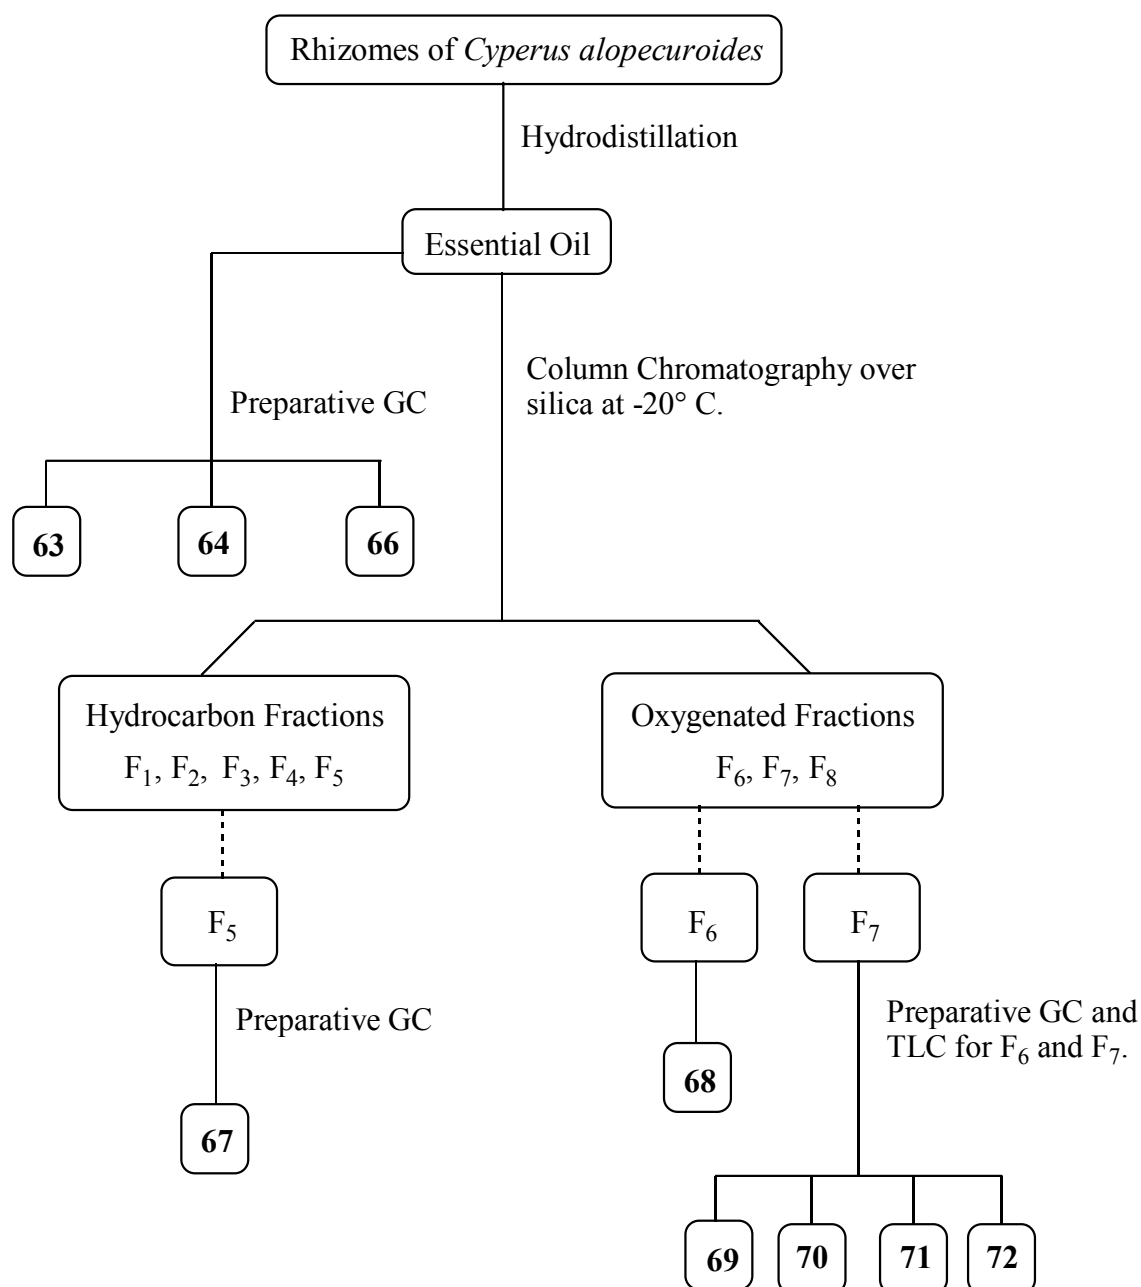 Rhizomes of Cyperus alopecuroides
Hydrodistillation
Essential Oil
Column Chromatography over
silica at -20° C.
Preparative GC
63
64
66
Hydrocarbon Fractions
F1, F2, F3, F4, F5
Oxygenated Fractions
F6, F7, F8
F5
F6
F7
Preparative GC
Preparative GC and
TLC for F6 and F7.
68
67
69
70
71
72